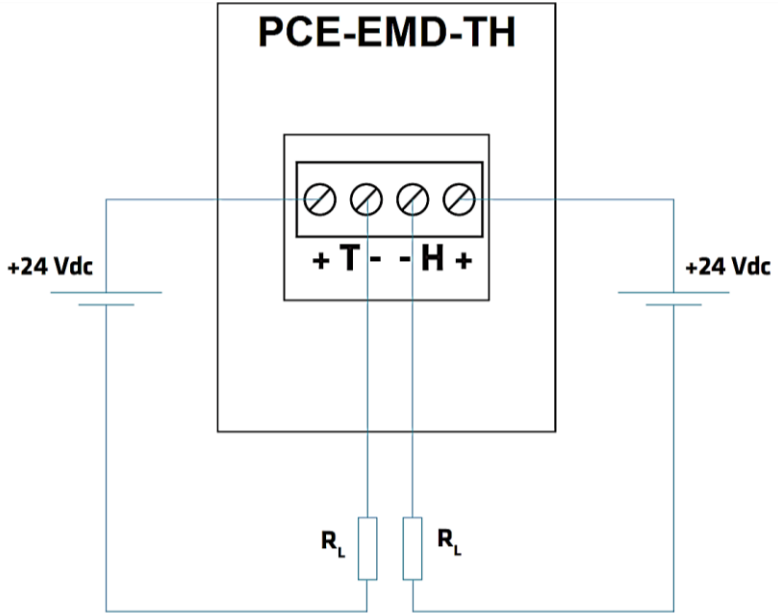 PCE-EMD-TH
+ T - - H +
+24 Vdc
+24 Vdc
RL
RL